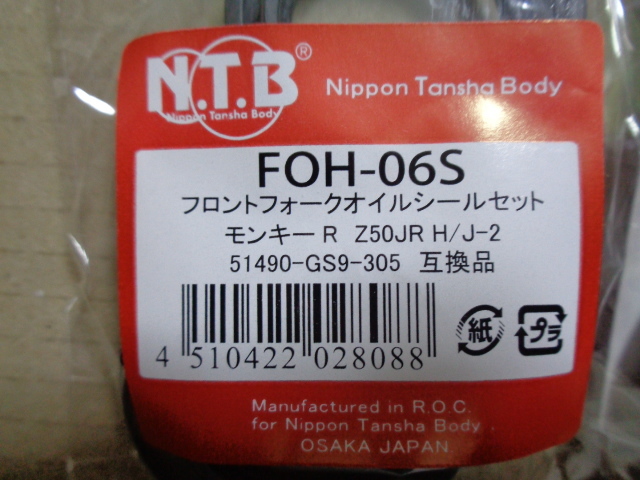 N.T.B®
Nippon Tansha Body
Nippon Tansha Body
FOH-06S
フロントフォークオイルシールセット
モンキーR Z50JR H/J-2
51490-GS9-305 互換品
4 510422 028088
紙
プラ
Manufactured in R.O.C.
for Nippon Tansha Body .
OSAKA JAPAN.